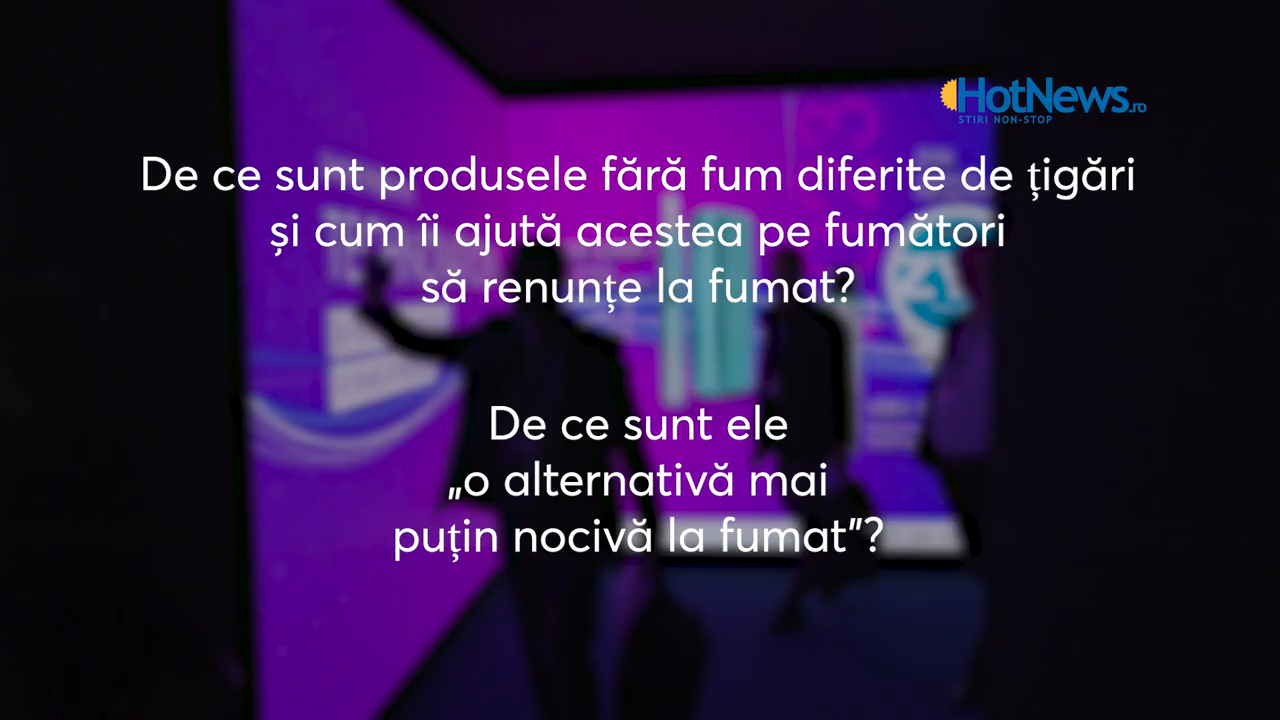 HotNews.ro
STIRI NON-STOP
De ce sunt produsele fără fum diferite de țigări
și cum îi ajută acestea pe fumători
să renunțe la fumat?
De ce sunt ele
„o alternativă mai
puțin nocivă la fumat”?